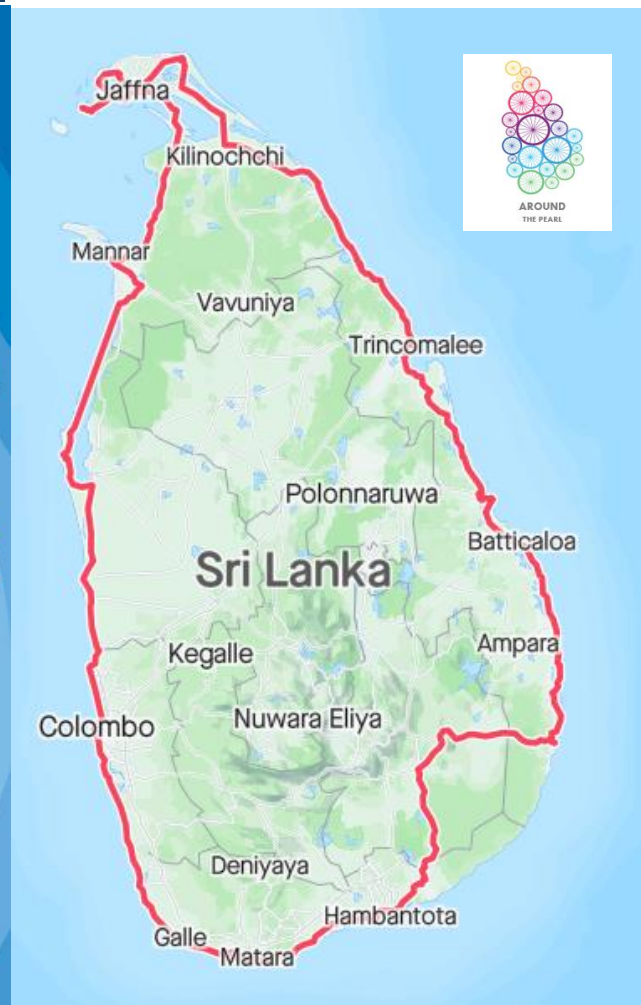 Jaffna
AROUND
THE PEARL
Kilinochchi
Mannar
Vavuniya
Trincomalee
Polonnaruwa
Batticaloa
Sri Lanka
Ampara
Kegalle
Nuwara Eliya
Colombo
Deniyaya
Hambantota
Galle
Matara